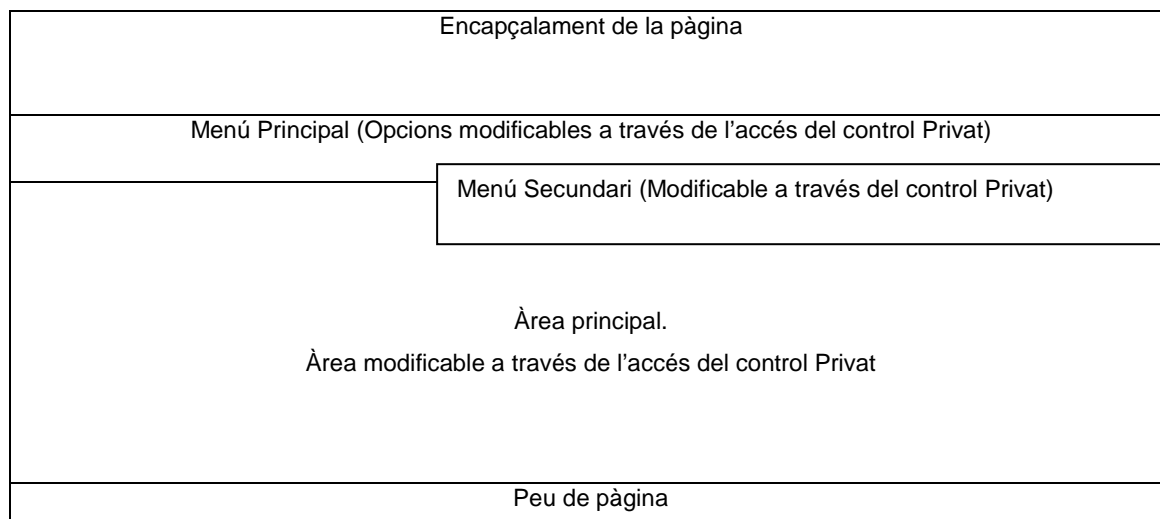 Encapçalament de la pàgina
Menú Principal (Opcions modificables a través de l’accés del control Privat)
Menú Secundari (Modificable a través del control Privat)
Àrea principal.
Àrea modificable a través de l’accés del control Privat
Peu de pàgina